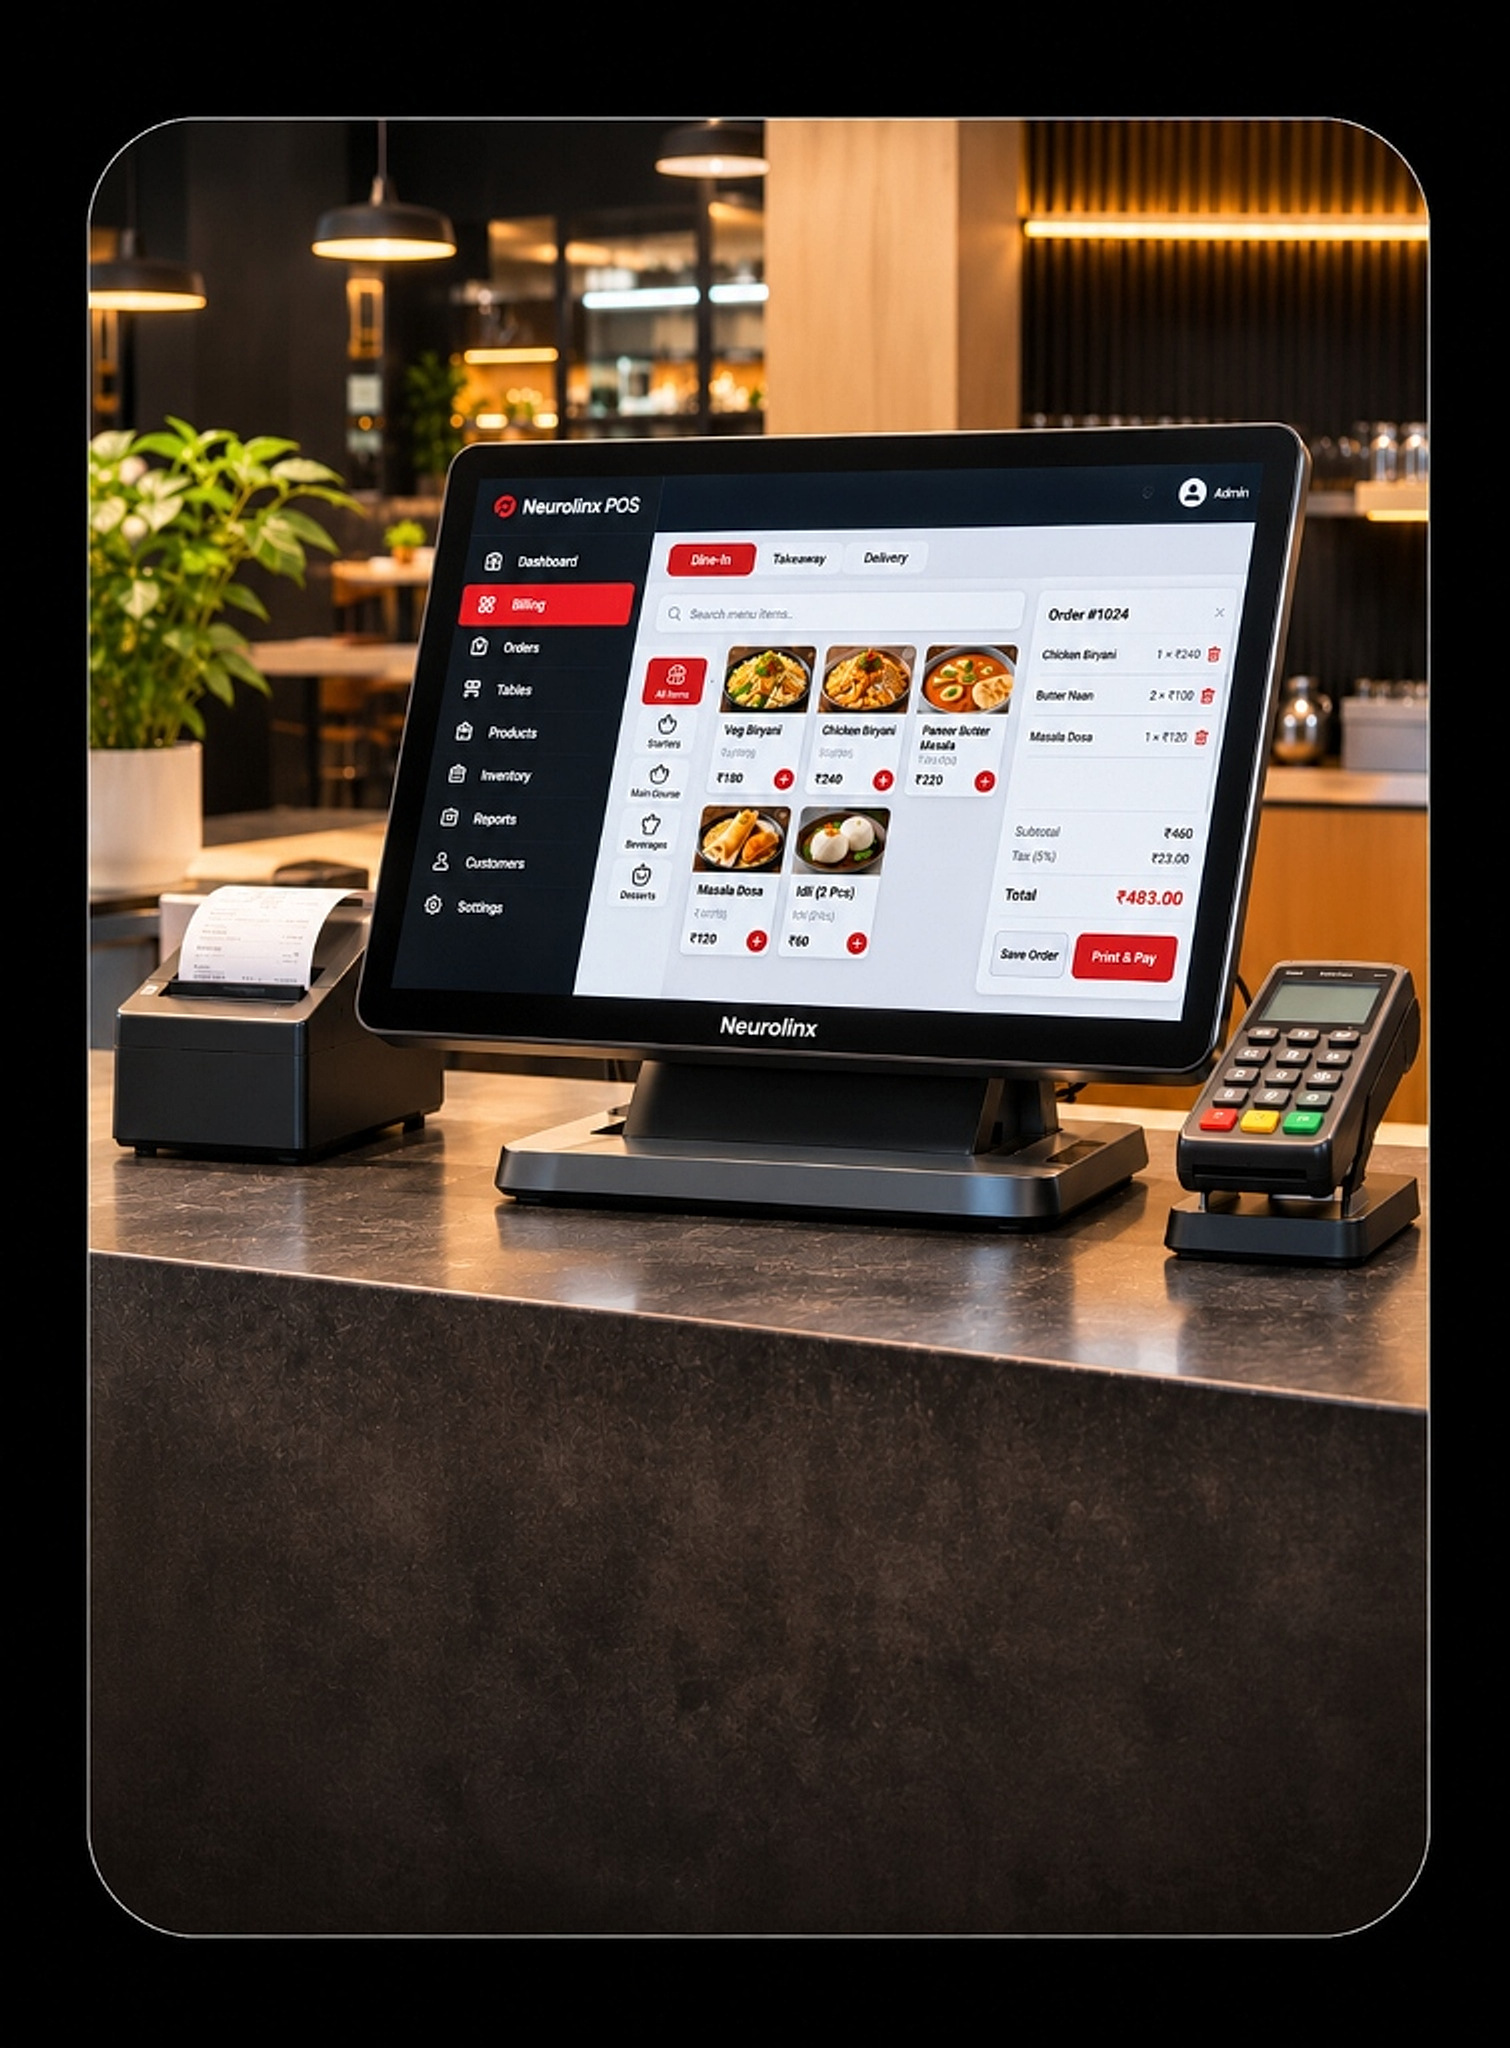 Neurolinx POS
Admin
Dashboard
Billing
Orders
Tables
Products
Inventory
Reports
Customers
Settings
Dine-In
Takeaway
Delivery
Search menu items..
All Items
Starters
Main Course
Beverages
Desserts
Veg Biryani
₹180
Chicken Biryani
₹240
Paneer Butter
Masala
₹220
Masala Dosa
₹120
Idli (2 Pcs)
₹60
Order #1024
Chicken Biryani 1 × ₹240
Butter Naan 2 × ₹100
Masala Dosa 1 × ₹120
Subtotal ₹460
Tax (5%) ₹23.00
Total ₹483.00
Save Order
Print & Pay
Neurolinx